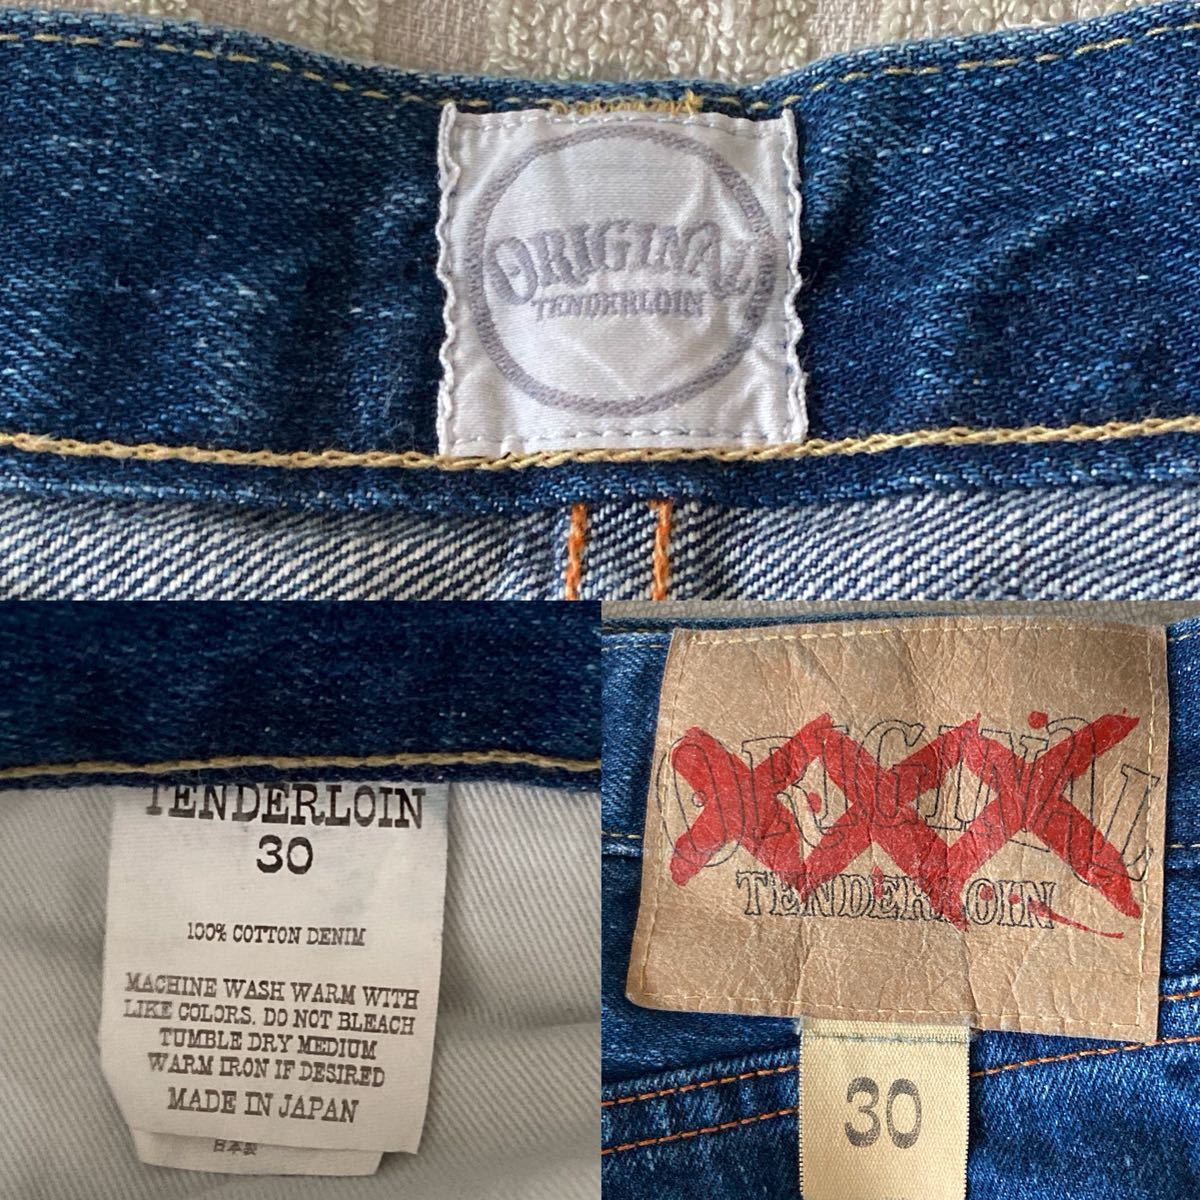 ORIGINAL
TENDERLOIN
TENDERLOIN
30
100% COTTON DENIM
MACHINE WASH WARM WITH
LIKE COLORS. DO NOT BLEACH
TUMBLE DRY MEDIUM
WARM IRON IF DESIRED
MADE IN JAPAN
日本製
XXX
ORIGINAL
TENDERLOIN
30